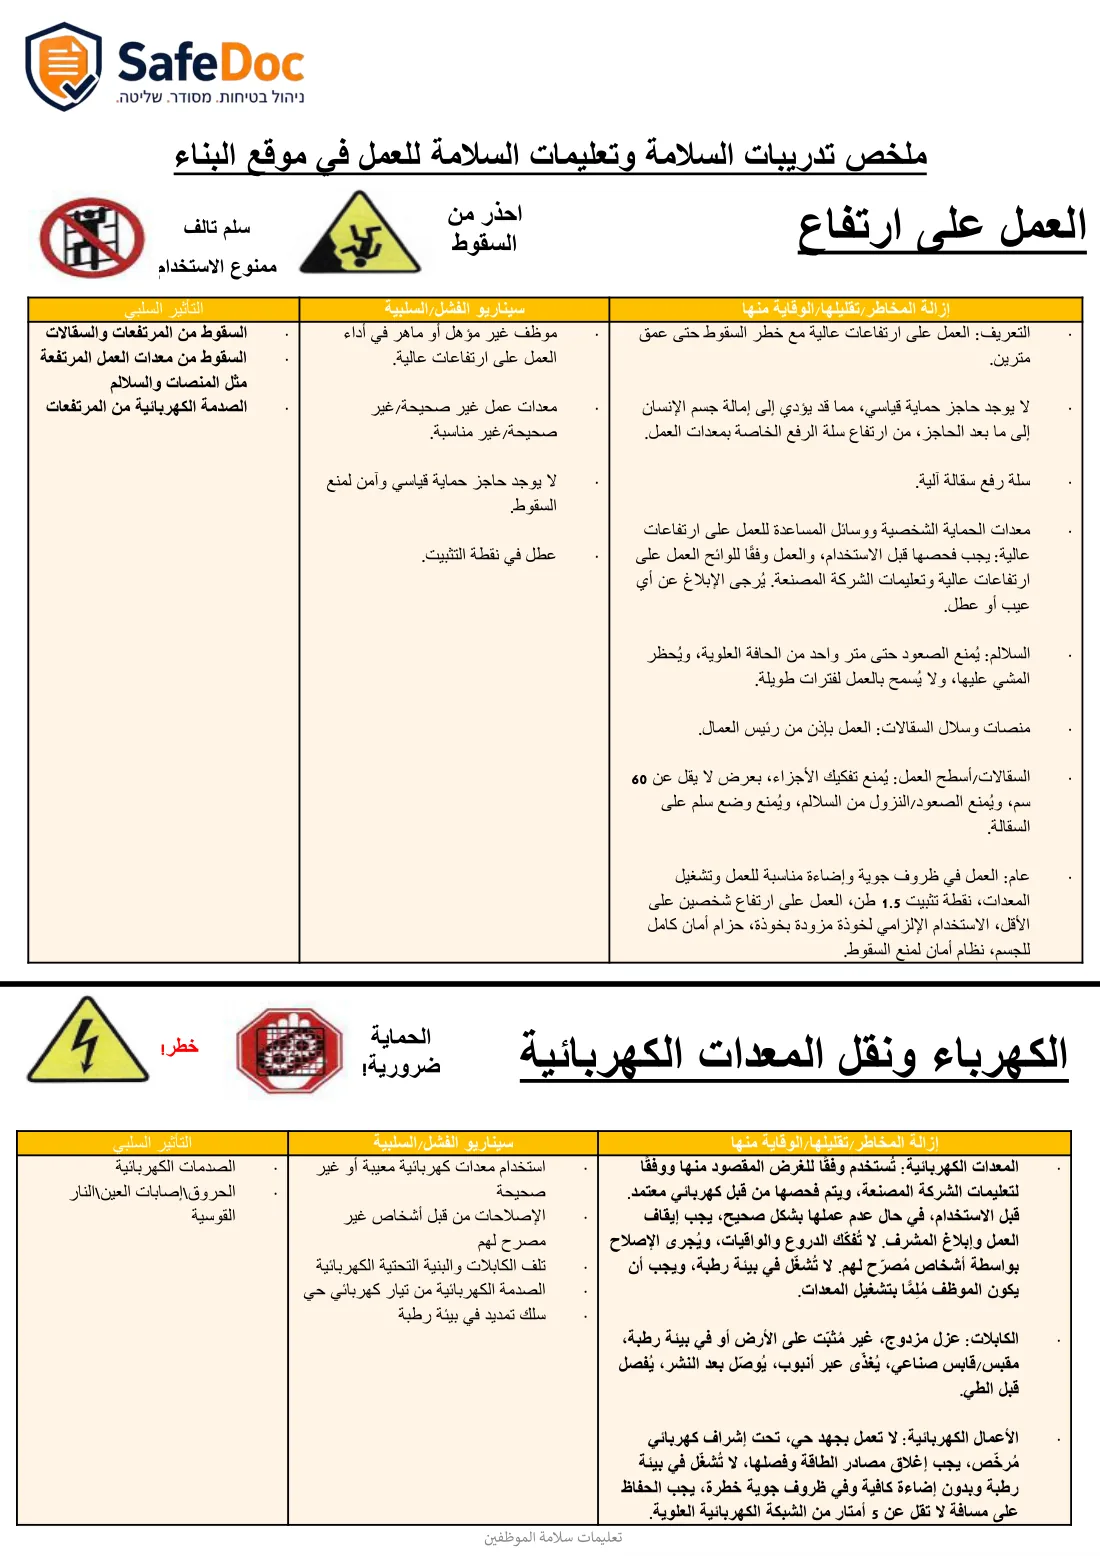 SafeDoc
ניהול בטיחות. מסודר. שליטה.
ملخص تدريبات السلامة وتعليمات السلامة للعمل في موقع البناء
العمل على ارتفاع
احذر من
السقوط
سلم تالف
ممنوع الاستخدام
إزالة المخاطر/تقليلها/الوقاية منها
سيناريو الفشل/السلبية
التأثير السلبي
· التعريف: العمل على ارتفاعات عالية مع خطر السقوط حتى عمق
مترين.
· لا يوجد حاجز حماية قياسي، مما قد يؤدي إلى إمالة جسم الإنسان
إلى ما بعد الحاجز، من ارتفاع سلة الرفع الخاصة بمعدات العمل.
· سلة رفع سقالة آلية.
· معدات الحماية الشخصية ووسائل المساعدة للعمل على ارتفاعات
عالية: يجب فحصها قبل الاستخدام، والعمل وفقًا للوائح العمل على
ارتفاعات عالية وتعليمات الشركة المصنعة. يُرجى الإبلاغ عن أي
عيب أو عطل.
· السلالم: يُمنع الصعود حتى متر واحد من الحافة العلوية، ويُحظر
المشي عليها، ولا يُسمح بالعمل لفترات طويلة.
· منصات وسلال السقالات: العمل بإذن من رئيس العمال.
· السقالات/أسطح العمل: يُمنع تفكيك الأجزاء، بعرض لا يقل عن 60
سم، ويُمنع الصعود/النزول من السلالم، ويُمنع وضع سلم على
السقالة.
· عام: العمل في ظروف جوية وإضاءة مناسبة للعمل وتشغيل
المعدات، نقطة تثبيت 1.5 طن، العمل على ارتفاع شخصين على
الأقل، الاستخدام الإلزامي لخوذة مزودة بخوذة، حزام أمان كامل
للجسم، نظام أمان لمنع السقوط.
· موظف غير مؤهل أو ماهر في أداء
العمل على ارتفاعات عالية.
· معدات عمل غير صحيحة/غير
صحيحة/غير مناسبة.
· لا يوجد حاجز حماية قياسي وآمن لمنع
السقوط.
· عطل في نقطة التثبيت.
· السقوط من المرتفعات والسقالات
· السقوط من معدات العمل المرتفعة
مثل المنصات والسلالم
· الصدمة الكهربائية من المرتفعات
الكهرباء ونقل المعدات الكهربائية
الحماية
ضرورية!
خطر!
إزالة المخاطر/تقليلها/الوقاية منها
سيناريو الفشل/السلبية
التأثير السلبي
· المعدات الكهربائية: تُستخدم وفقًا للغرض المقصود منها ووفقًا
لتعليمات الشركة المصنعة، ويتم فحصها من قبل كهربائي معتمد.
قبل الاستخدام، في حال عدم عملها بشكل صحيح، يجب إيقاف
العمل وإبلاغ المشرف. لا تُفكّك الدروع والواقيات، ويُجرى الإصلاح
بواسطة أشخاص مُصرّح لهم. لا تُشغّل في بيئة رطبة، ويجب أن
يكون الموظف مُلِمًّا بتشغيل المعدات.
· الكابلات: عزل مزدوج، غير مُثبّت على الأرض أو في بيئة رطبة،
مقبس/قابس صناعي، يُغذّى عبر أنبوب، يُوصّل بعد النشر، يُفصل
قبل الطي.
· الأعمال الكهربائية: لا تعمل بجهد حي، تحت إشراف كهربائي
مُرخّص، يجب إغلاق مصادر الطاقة وفصلها، لا تُشغّل في بيئة
رطبة وبدون إضاءة كافية وفي ظروف جوية خطرة، يجب الحفاظ
على مسافة لا تقل عن 5 أمتار من الشبكة الكهربائية العلوية.
· استخدام معدات كهربائية معيبة أو غير
صحيحة
· الإصلاحات من قبل أشخاص غير
مصرح لهم
· تلف الكابلات والبنية التحتية الكهربائية
· الصدمة الكهربائية من تيار كهربائي حي
· سلك تمديد في بيئة رطبة
· الصدمات الكهربائية
· الحروق\إصابات العين\النار
القوسية
تعليمات سلامة الموظفين